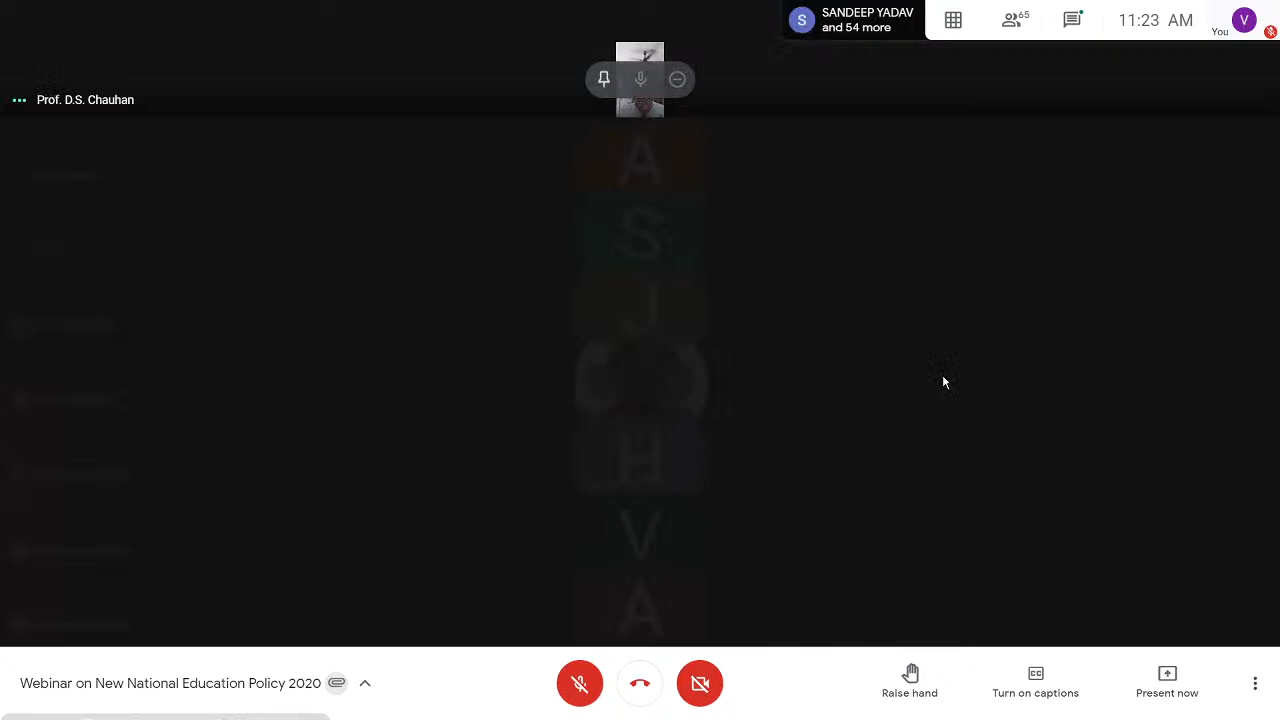 SANDEEP YADAV
and 54 more
S
65
11:23 AM
You
V
Prof. D.S. Chauhan
A
S
J
H
V
A
Webinar on New National Education Policy 2020
Raise hand
Turn on captions
Present now